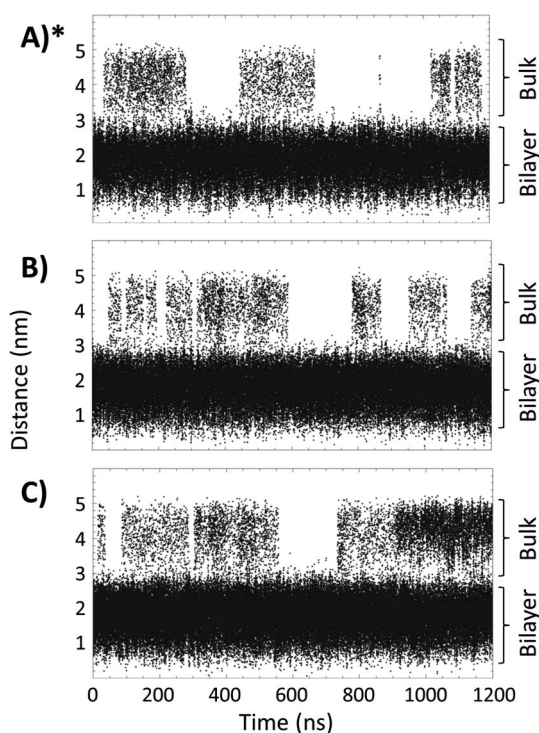 A)*
5
4
3
2
1
Bulk
Bilayer
B)
5
4
3
2
1
Bulk
Bilayer
C)
5
4
3
2
1
Bulk
Bilayer
Distance (nm)
0 200 400 600 800 1000 1200
Time (ns)